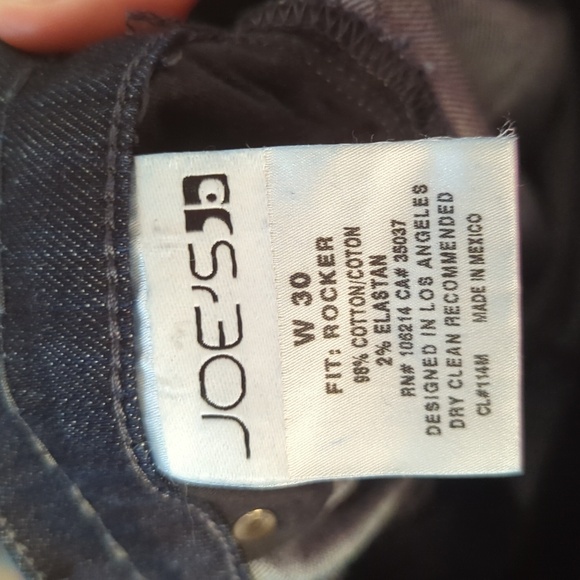 JOE'S
W 30
FIT: ROCKER
98% COTTON/COTON
2% ELASTAN
RN# 106214 CA# 35037
DESIGNED IN LOS ANGELES
DRY CLEAN RECOMMENDED
CL#114M MADE IN MEXICO